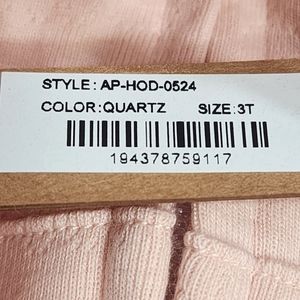 STYLE: AP-HOD-0524
COLOR:QUARTZ SIZE:3T
194378759117